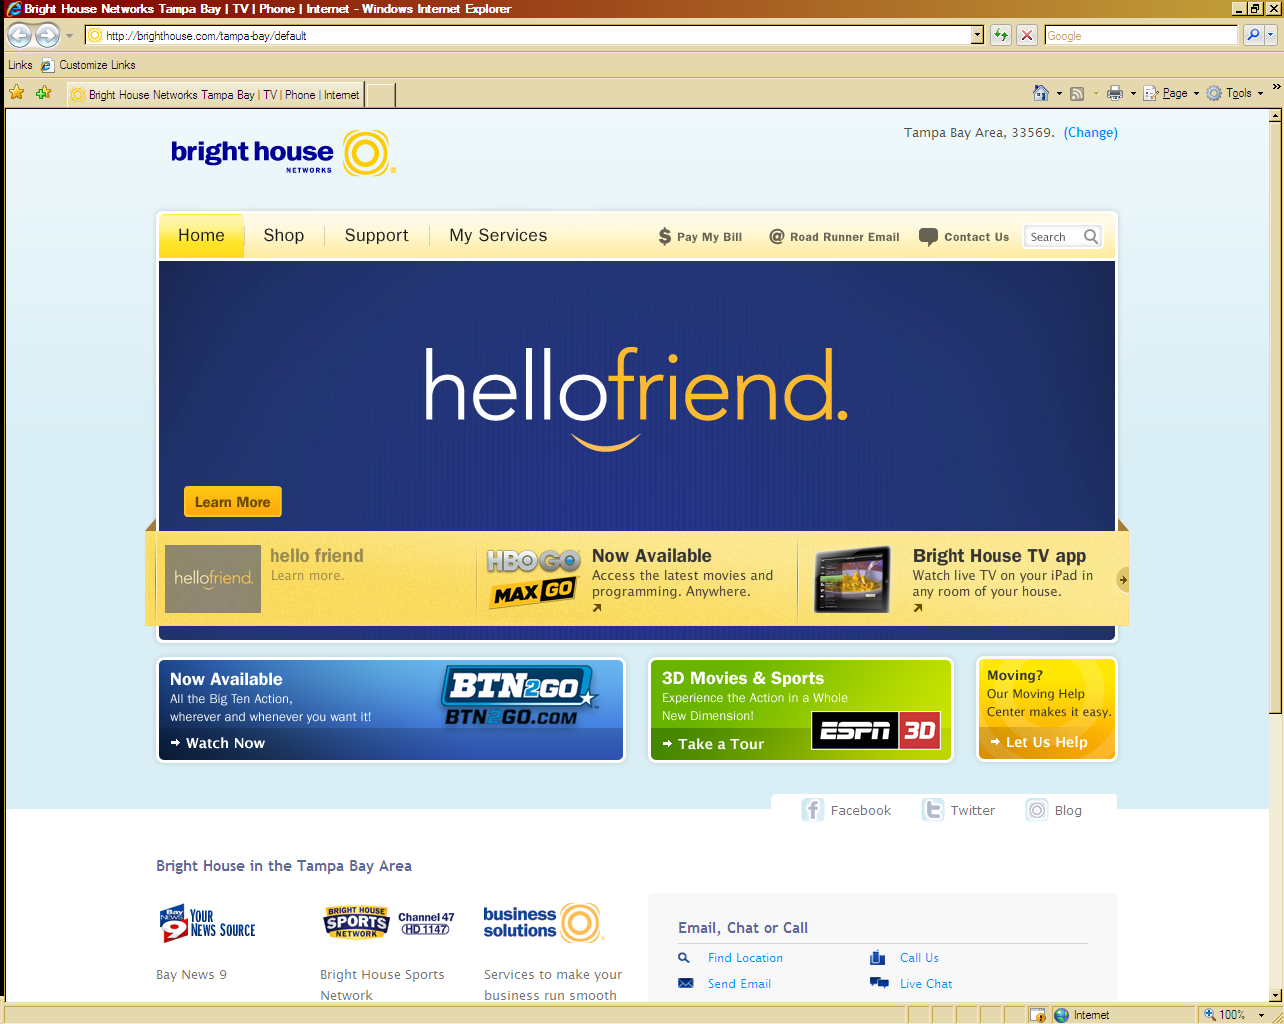 Bright House Networks Tampa Bay | TV | Phone | Internet - Windows Internet Explorer
http://brighthouse.com/tampa-bay/default
Google
Links Customize Links
Bright House Networks Tampa Bay | TV | Phone | Internet
Page Tools »
bright house
NETWORKS
Tampa Bay Area, 33569. (Change)
Home Shop Support My Services
$ Pay My Bill @ Road Runner Email Contact Us Search
hellofriend.
Learn More
hellofriend.
hello friend
Learn more.
HBO GO
MAX GO
Now Available
Access the latest movies and
programming. Anywhere.
Bright House TV app
Watch live TV on your iPad in
any room of your house.
Now Available
All the Big Ten Action,
wherever and whenever you want it!
Watch Now
BTN2GO
BTN2GO.COM
3D Movies & Sports
Experience the Action in a Whole
New Dimension!
Take a Tour
ESPN 3D
Moving?
Our Moving Help
Center makes it easy.
Let Us Help
Facebook Twitter Blog
Bright House in the Tampa Bay Area
Bay NEWS 9 YOUR NEWS SOURCE
Bay News 9
BRIGHT HOUSE
SPORTS
NETWORK
Channel 47
HD 1147
Bright House Sports
Network
business
solutions
Services to make your
business run smooth
Email, Chat or Call
Find Location Call Us
Send Email Live Chat
Internet 100%